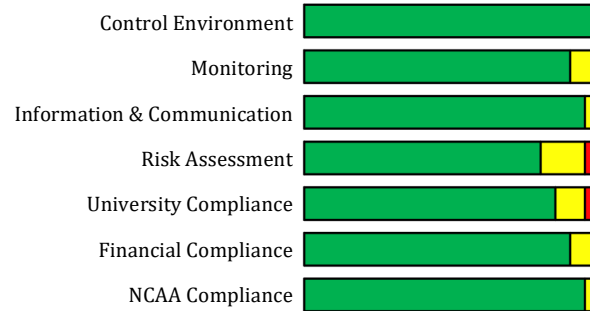 Control Environment
Monitoring
Information & Communication
Risk Assessment
University Compliance
Financial Compliance
NCAA Compliance